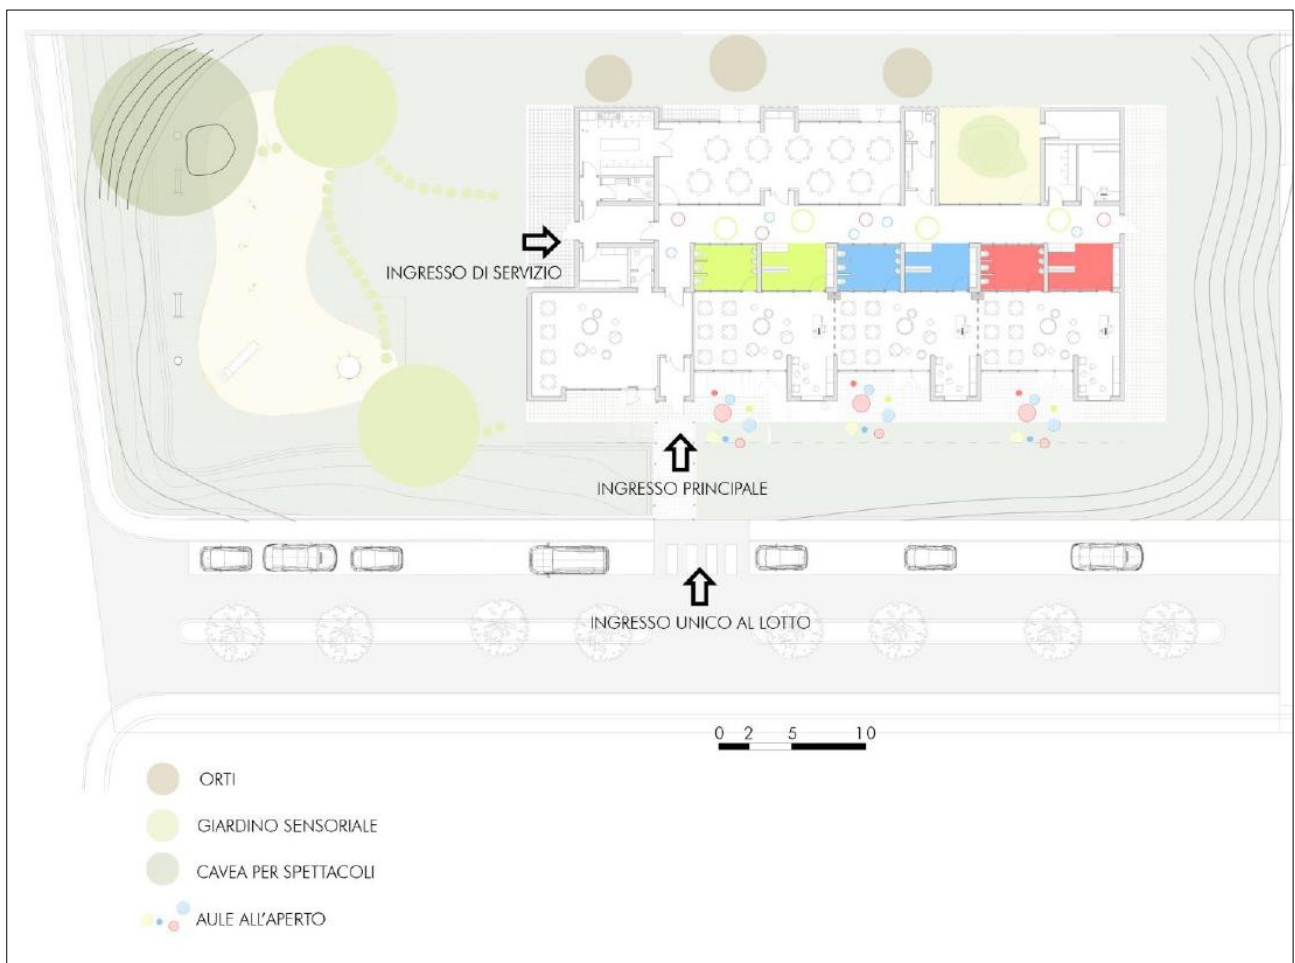 INGRESSO DI SERVIZIO
INGRESSO PRINCIPALE
INGRESSO UNICO AL LOTTO
0 2 5 10
ORTI
GIARDINO SENSORIALE
CAVEA PER SPETTACOLI
AULE ALL'APERTO